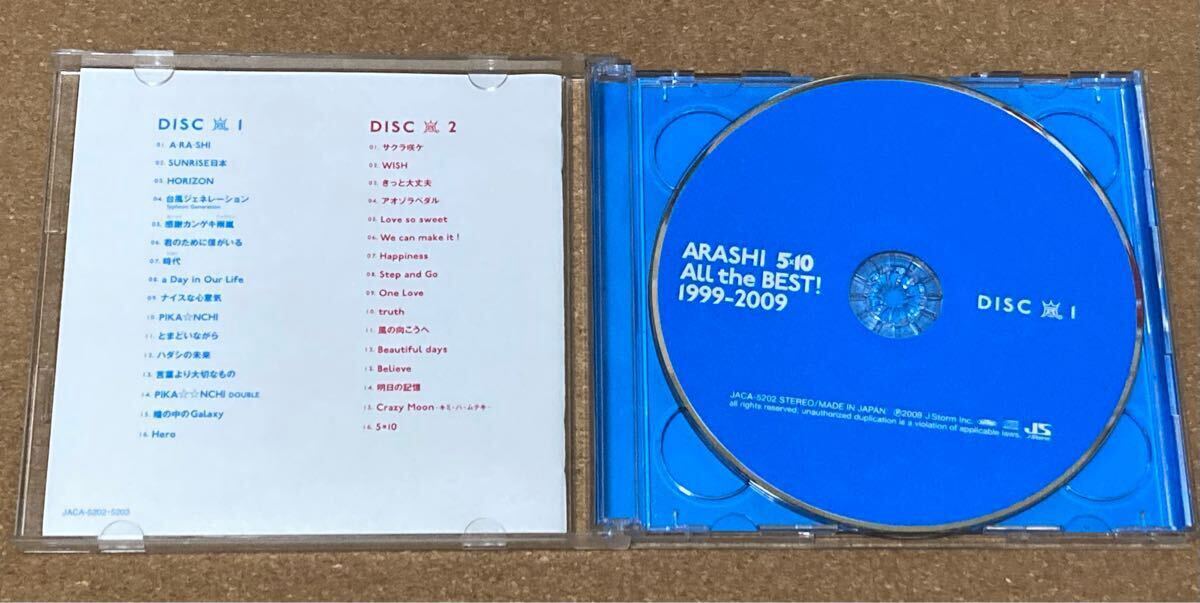 DISC 嵐 1
01. A・RA・SHI
02. SUNRISE日本
03. HORIZON
04. 台風ジェネレーション
Typhoon Generation
05. 感謝カンゲキ雨嵐
06. 君のために僕がいる
07. 時代
08. a Day in Our Life
09. ナイスな心意気
10. PIKA☆NCHI
11. とまどいながら
12. ハダシの未来
13. 言葉より大切なもの
14. PIKA☆☆NCHI DOUBLE
15. 瞳の中のGalaxy
16. Hero
JACA-5202・5203
DISC 嵐 2
01. サクラ咲ケ
02. WISH
03. きっと大丈夫
04. アオゾラペダル
05. Love so sweet
06. We can make it!
07. Happiness
08. Step and Go
09. One Love
10. truth
11. 風の向こうへ
12. Beautiful days
13. Believe
14. 明日の記憶
15. Crazy Moon -キミ・ハ・ムテキ-
16. 5×10
ARASHI 5×10
All the BEST!
1999-2009
DISC 嵐 1
JACA-5202 STEREO/MADE IN JAPAN Ⓟ2009 J Storm Inc.
all rights reserved. unauthorized duplication is a violation of applicable laws.
JS